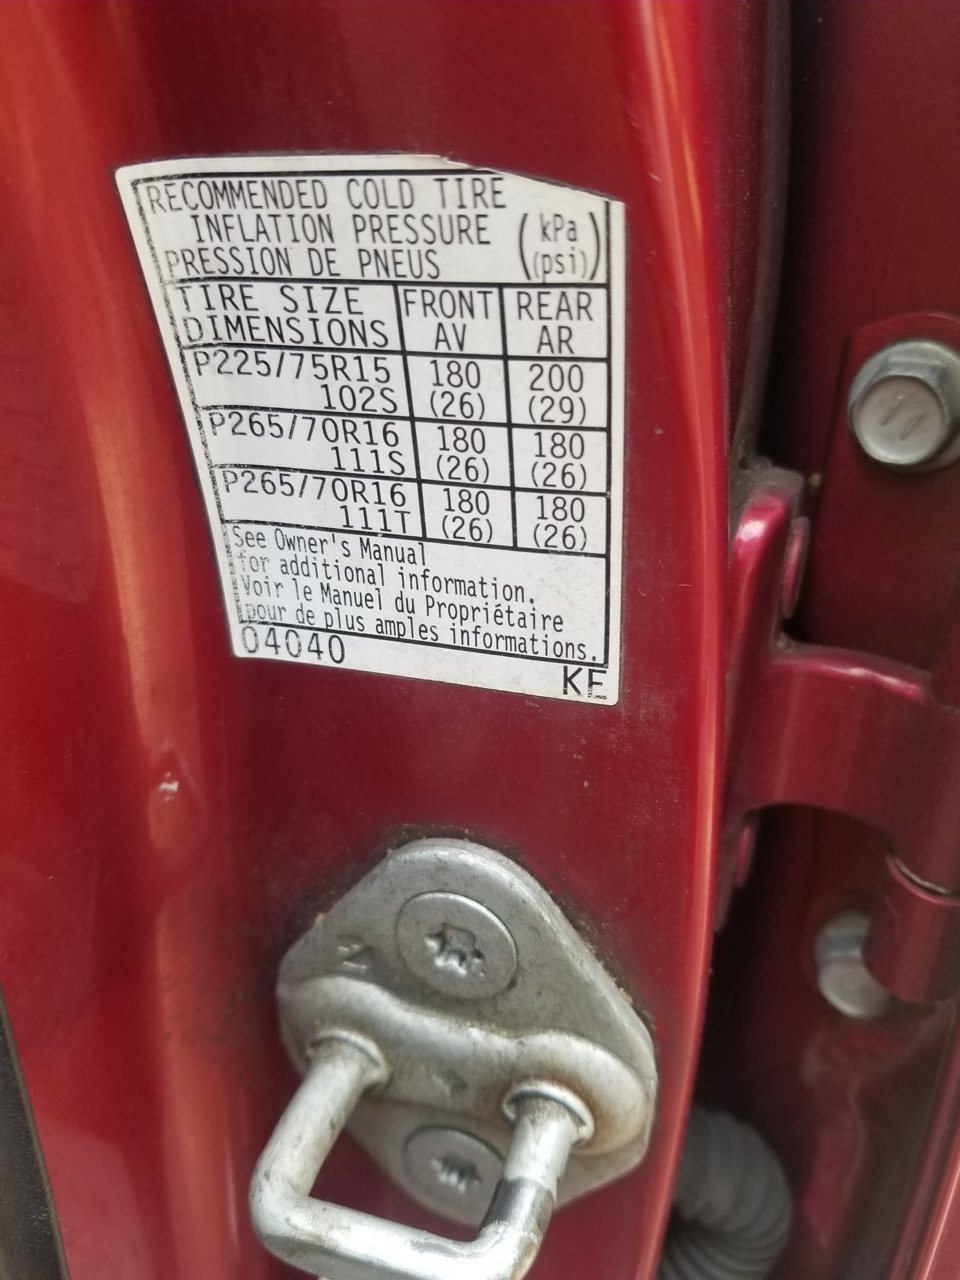 RECOMMENDED COLD TIRE
INFLATION PRESSURE (kPa
PRESSION DE PNEUS (psi))
TIRE SIZE FRONT REAR
DIMENSIONS AV AR
P225/75R15 180 200
102S (26) (29)
P265/70R16 180 180
111S (26) (26)
P265/70R16 180 180
111T (26) (26)
See Owner's Manual
for additional information.
Voir le Manuel du Propriétaire
pour de plus amples informations.
04040
KE